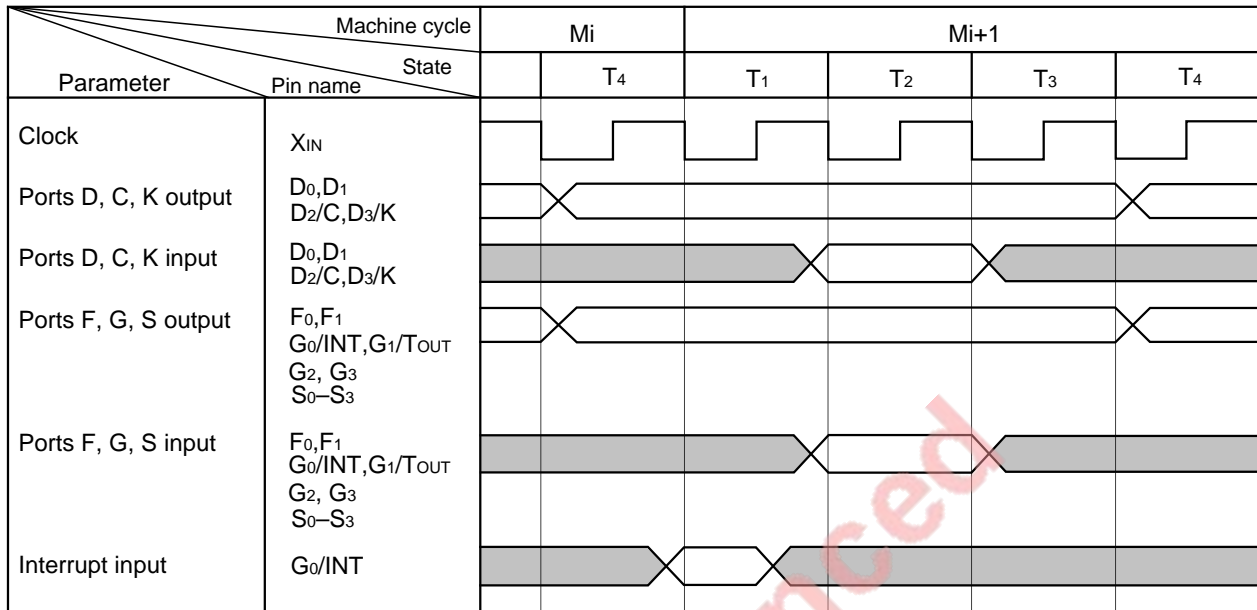 Machine cycle
Mi
Mi+1
State
Parameter
Pin name
T4
T1
T2
T3
T4
Clock
XIN
Ports D, C, K output
D0,D1
D2/C,D3/K
Ports D, C, K input
D0,D1
D2/C,D3/K
Ports F, G, S output
F0,F1
G0/INT,G1/TOUT
G2, G3
S0–S3
Ports F, G, S input
F0,F1
G0/INT,G1/TOUT
G2, G3
S0–S3
Interrupt input
G0/INT
nced